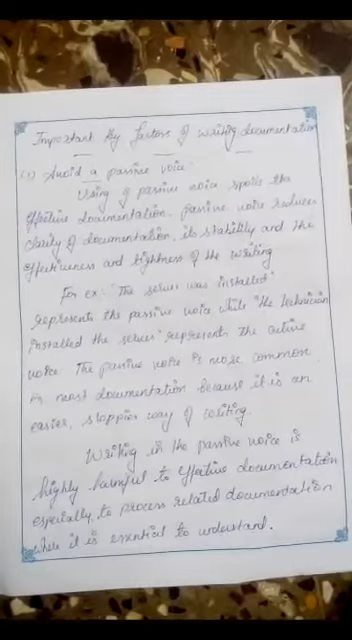 Important Key factors of writing documentation
(1) Avoid a passive voice
Using of passive voice spoils the
effective documentation. Passive voice reduces
clarity of documentation, its stability and the
effectiveness and tightness of the writing
For ex: "The server was installed"
represents the passive voice while "the technician
installed the server" represents the active
voice. The passive voice is more common
in most documentation because it is an
easier, sloppier way of writing.
Writing in the passive voice is
highly harmful to effective documentation
especially to process related documentation
where it is essential to understand.